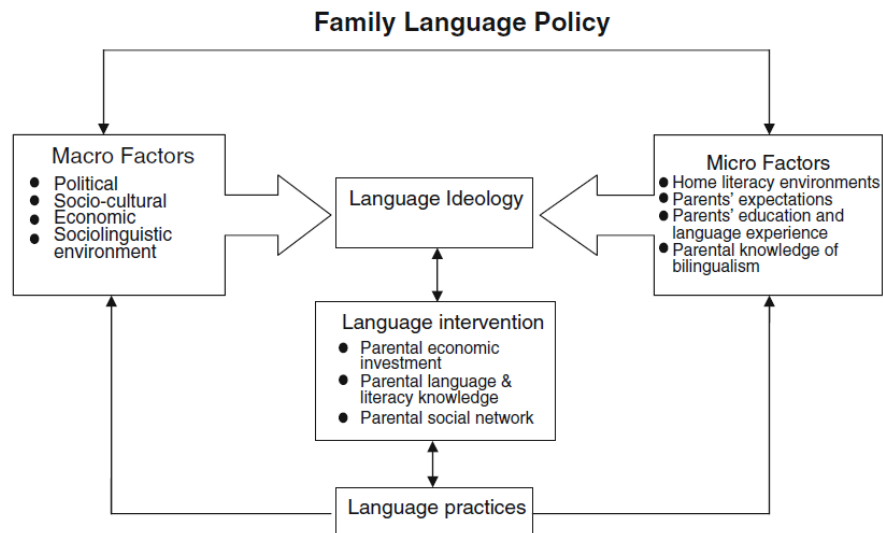 Family Language Policy
Macro Factors
● Political
● Socio-cultural
● Economic
● Sociolinguistic
environment
Language Ideology
Micro Factors
● Home literacy environments
● Parents’ expectations
● Parents’ education and
language experience
● Parental knowledge of
bilingualism
Language intervention
● Parental economic
investment
● Parental language &
literacy knowledge
● Parental social network
Language practices